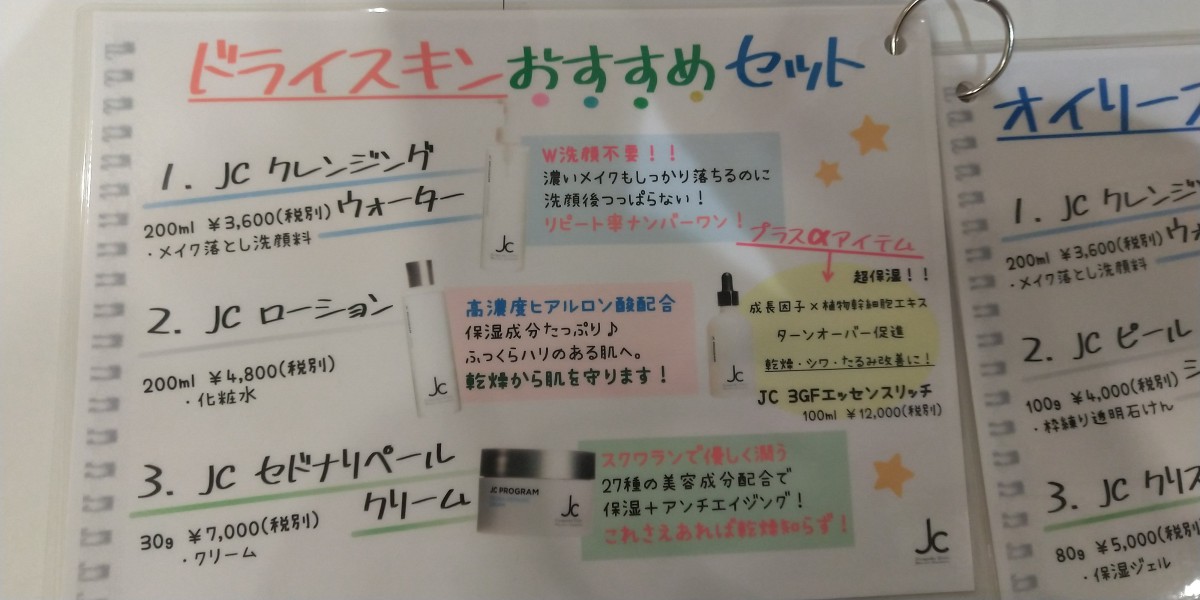 ドライスキンおすすめセット
1. JC クレンジング
ウォーター
200ml ￥3,600(税別)
・メイク落とし洗顔料
Jc
W洗顔不要！！
濃いメイクもしっかり落ちるのに
洗顔後つっぱらない！
リピート率ナンバーワン！
プラスαアイテム
2. JC ローション
200ml ￥4,800(税別)
・化粧水
Jc
高濃度ヒアルロン酸配合
保湿成分たっぷり♪
ふっくらハリのある肌へ。
乾燥から肌を守ります！
Jc
超保湿！！
成長因子×植物幹細胞エキス
ターンオーバー促進
乾燥・シワ・たるみ改善に！
JC 3GFエッセンスリッチ
100ml ￥12,000(税別)
3. JC セドナリペール
クリーム
30g ￥7,000(税別)
・クリーム
JC PROGRAM
Jc
スクワランで優しく潤う
27種の美容成分配合で
保湿＋アンチエイジング！
これさえあれば乾燥知らず！
Jc
オイリース
1. JC クレンジ
ウォ
200ml ￥3,600(税別)
・メイク落とし洗顔料
2. JC ピール
100g ￥4,000(税別)
・枠練り透明石けん
3. JC クリス
80g ￥5,000(税別
・保湿ジェル